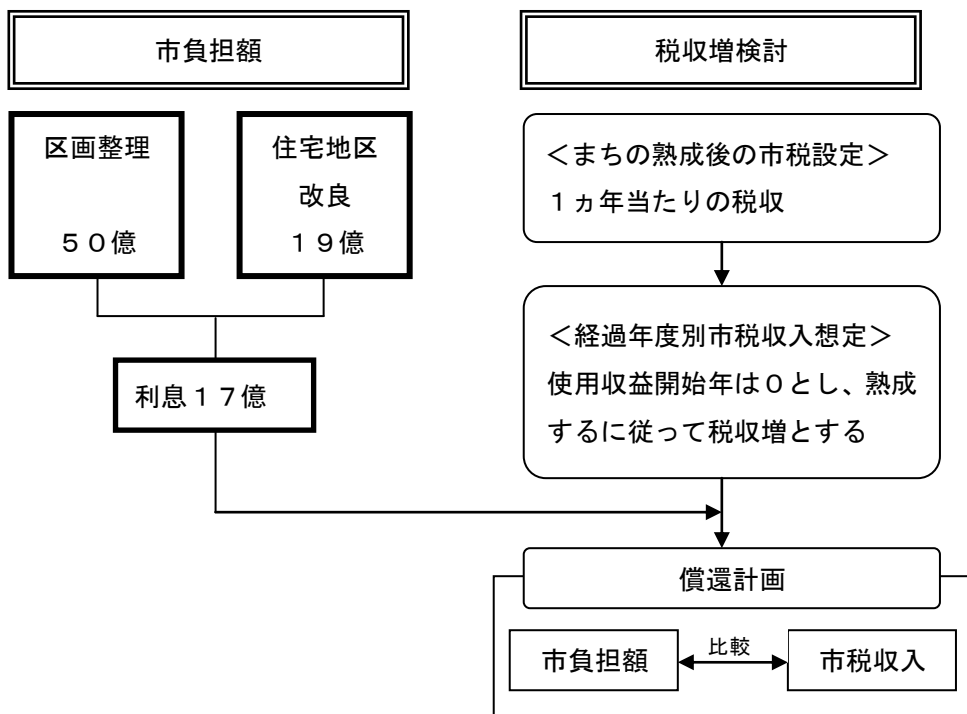 市負担額
税収増検討
区画整理
５０億
住宅地区
改良
１９億
利息１７億
＜まちの熟成後の市税設定＞
１ヵ年当たりの税収
＜経過年度別市税収入想定＞
使用収益開始年は０とし、熟成
するに従って税収増とする
償還計画
市負担額
比較
市税収入